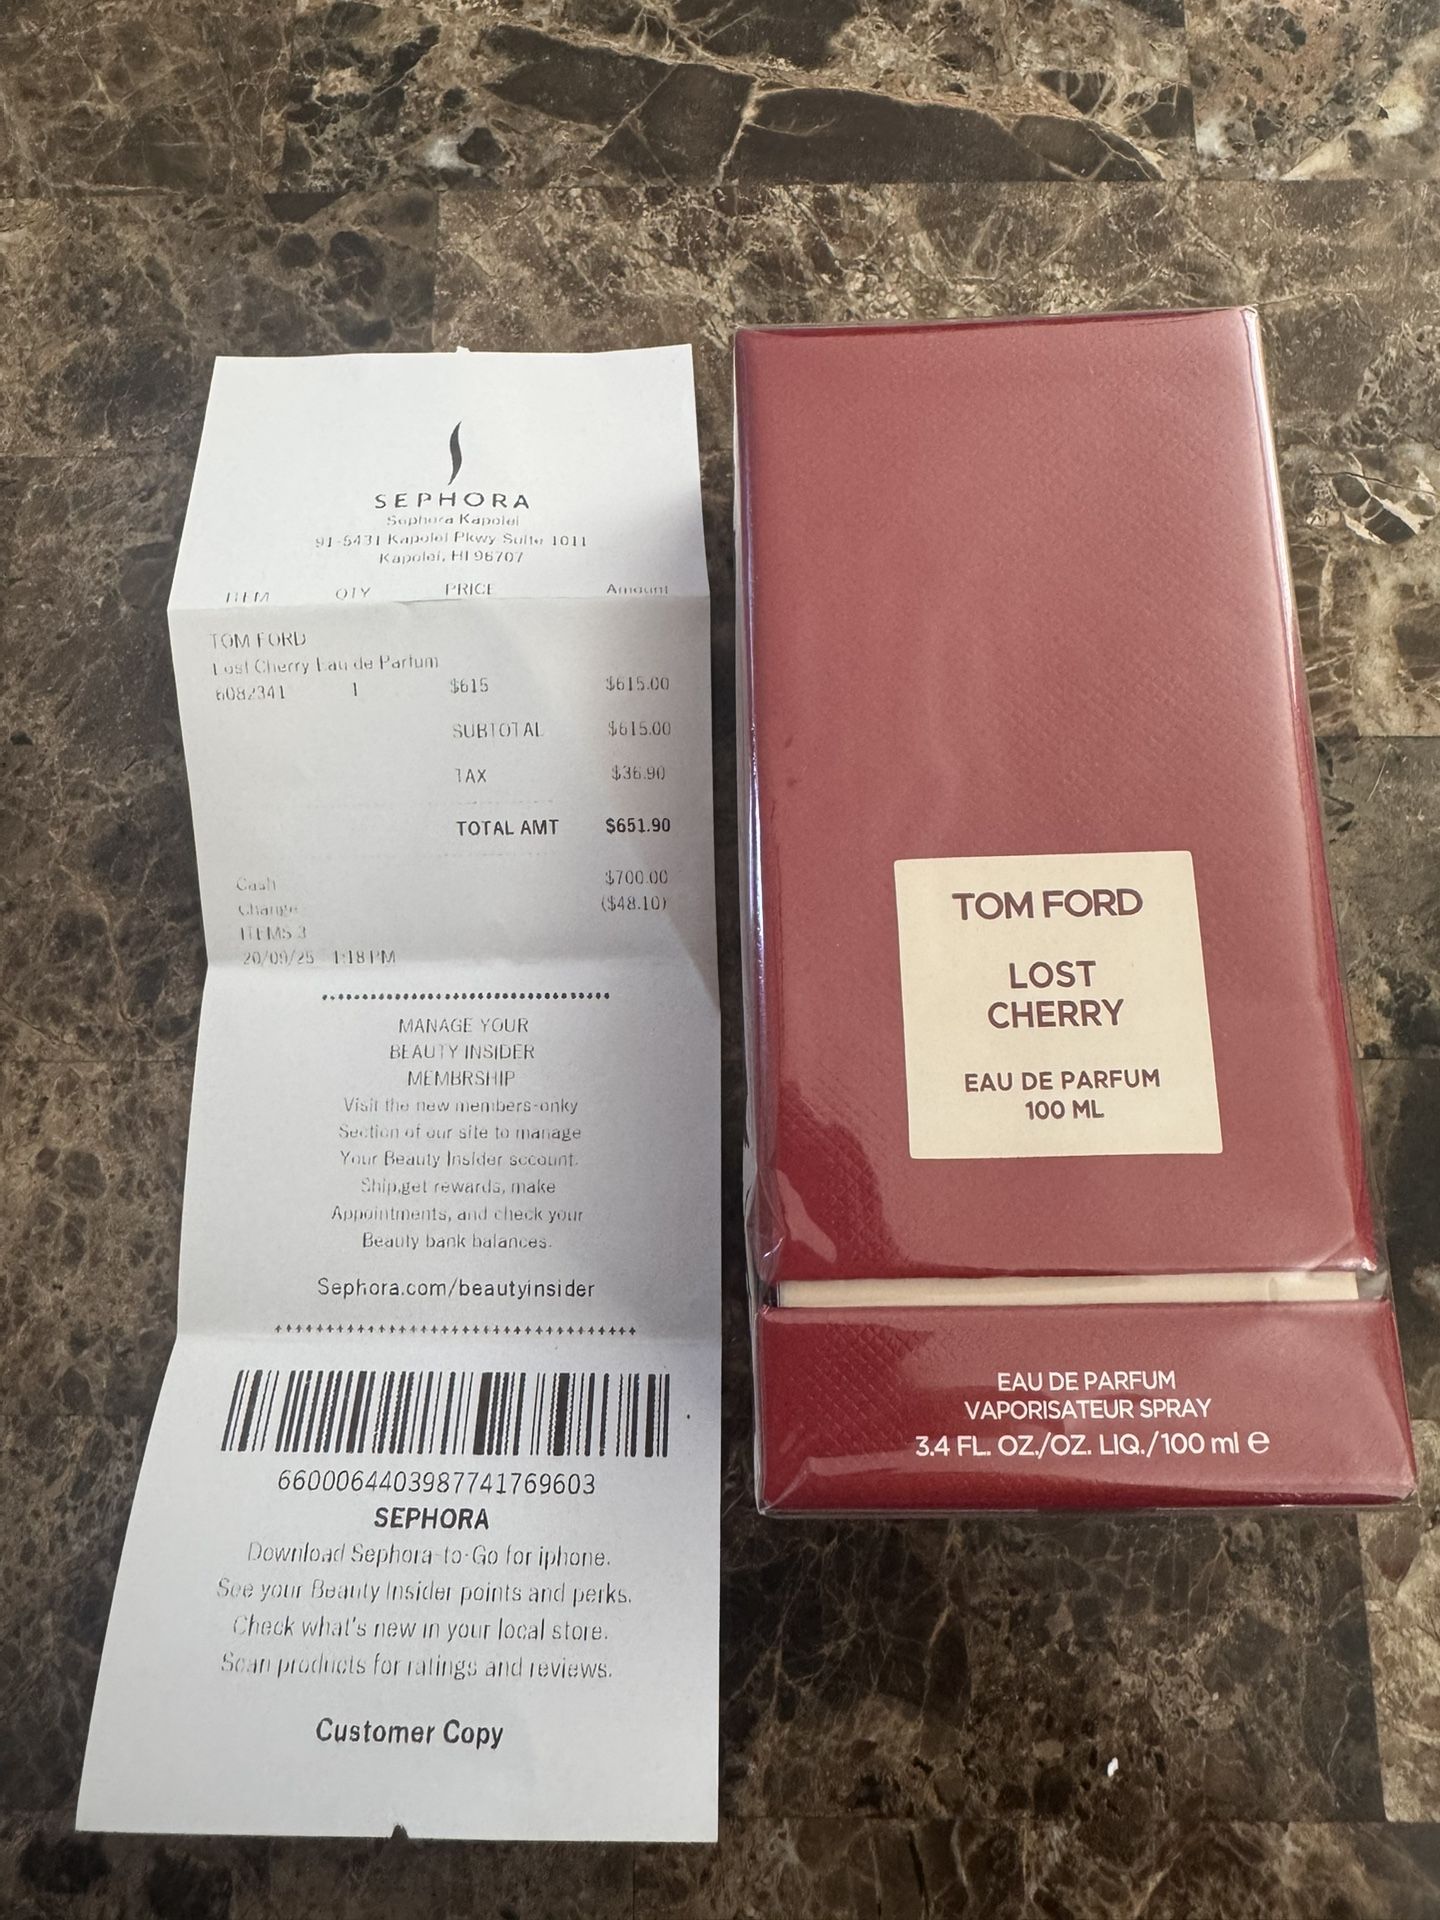 SEPHORA
Sephora Kapolei
91-5431 Kapolei Pkwy Suite 1011
Kapolei, HI 96707
ITEM QTY PRICE Amount
TOM FORD
Lost Cherry Eau de Parfum
6082341 1 $615 $615.00
SUBTOTAL $615.00
TAX $36.90
TOTAL AMT $651.90
Cash $700.00
Change ($48.10)
ITEMS 3
20/09/25 1:18 PM
MANAGE YOUR
BEAUTY INSIDER
MEMBRSHIP
Visit the new members-onky
Section of our site to manage
Your Beauty Insider sccount.
Ship,get rewards, make
Appointments, and check your
Beauty bank balances.
Sephora.com/beautyinsider
6600064403987741769603
SEPHORA
Download Sephora-to-Go for iphone.
See your Beauty Insider points and perks.
Check what's new in your local store.
Scan products for ratings and reviews.
Customer Copy
TOM FORD
LOST
CHERRY
EAU DE PARFUM
100 ML
EAU DE PARFUM
VAPORISATEUR SPRAY
3.4 FL. OZ./OZ. LIQ./100 ml ℮